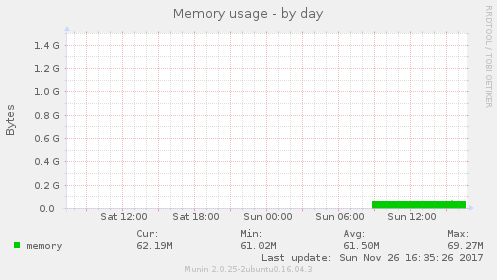 Memory usage - by day
RRDTOOL / TOBI OETIKER
Bytes
1.4 G
1.2 G
1.0 G
0.8 G
0.6 G
0.4 G
0.2 G
0.0
Sat 12:00 Sat 18:00 Sun 00:00 Sun 06:00 Sun 12:00
Cur: Min: Avg: Max:
memory 62.19M 61.02M 61.50M 69.27M
Last update: Sun Nov 26 16:35:26 2017
Munin 2.0.25-2ubuntu0.16.04.3